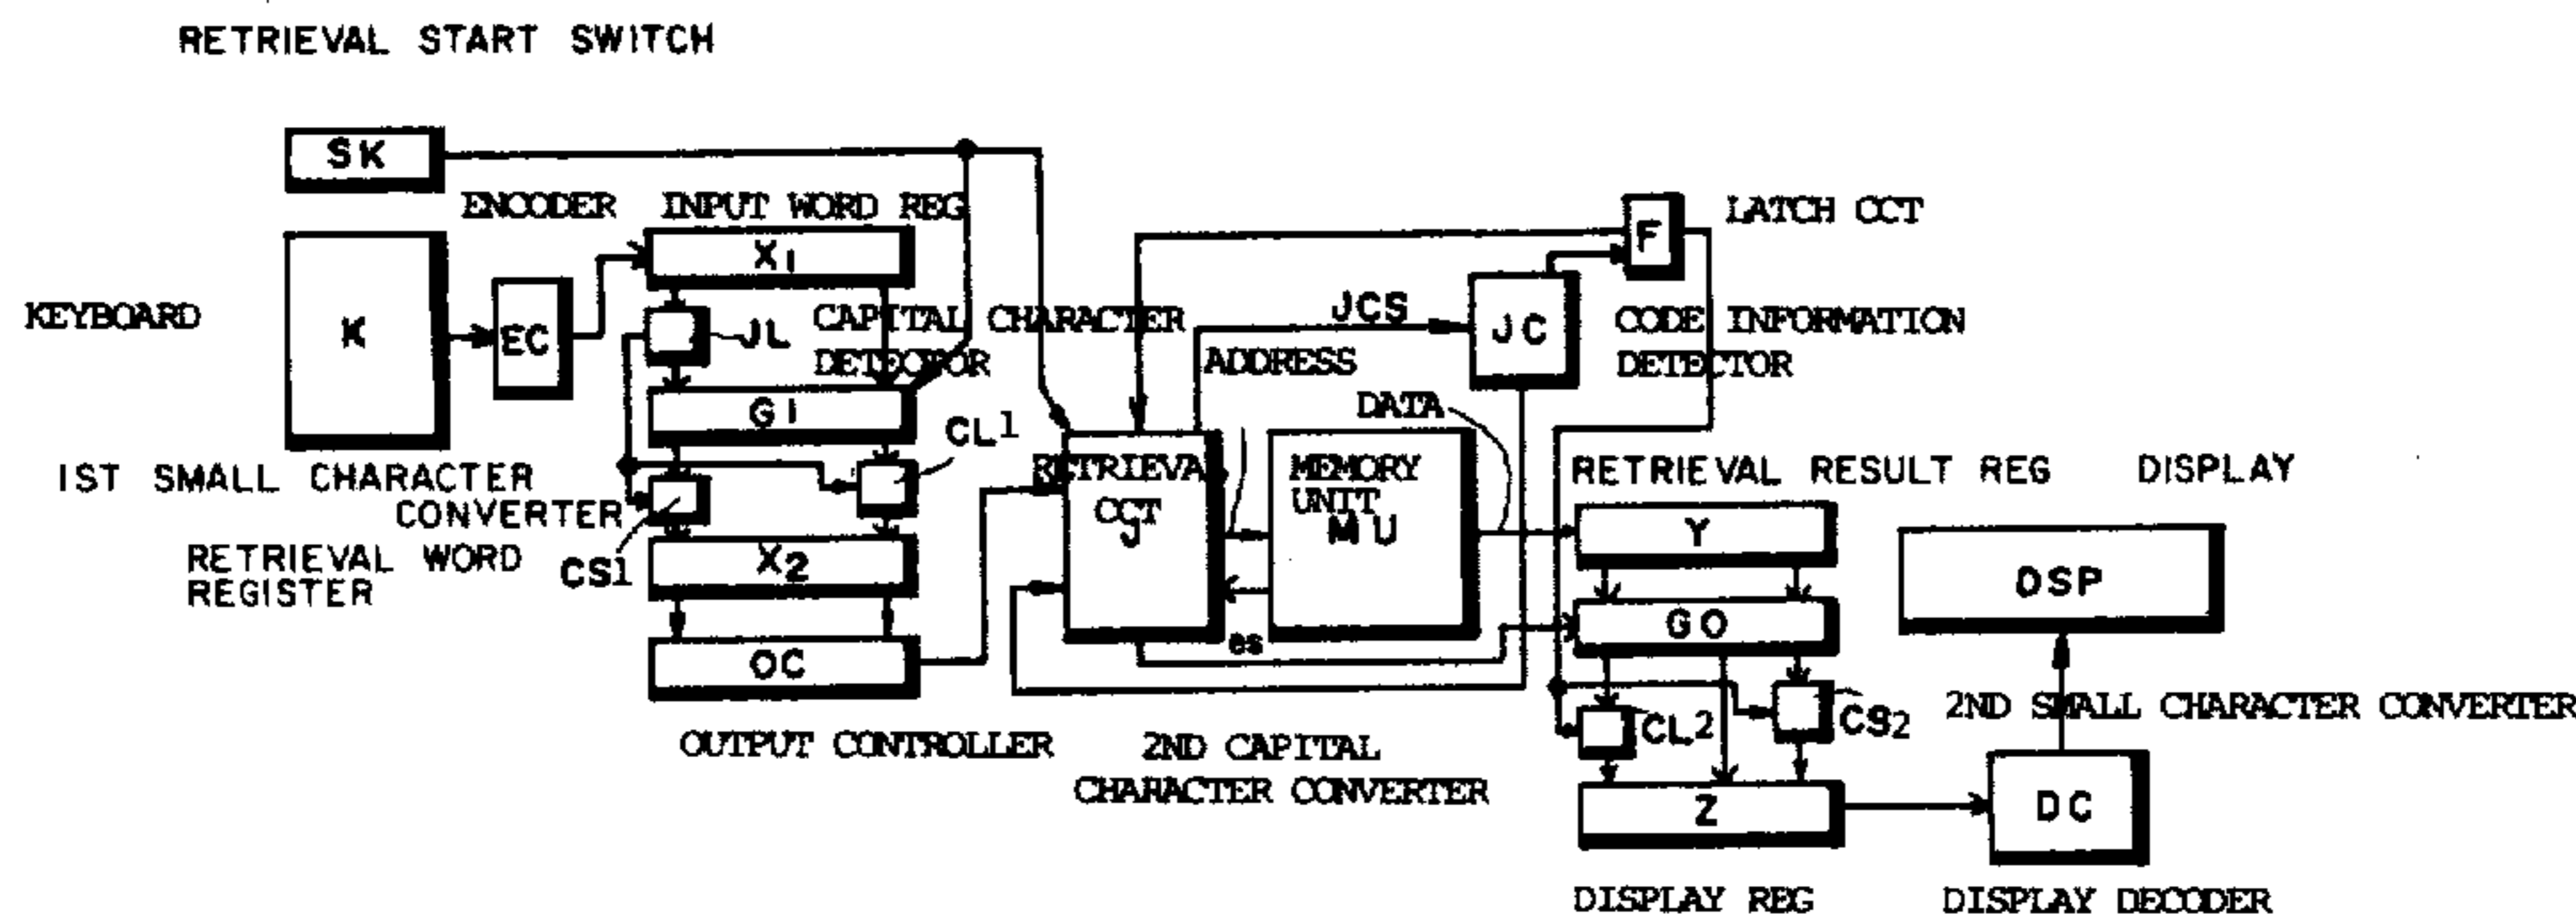 RETRIEVAL START SWITCH
SK
ENCODER INPUT WORD REG
LATCH CCT
F
X1
KEYBOARD
K
EC
JL
CAPITAL CHARACTER
DETECTOR
JCS
JC
CODE INFORMATION
DETECTOR
ADDRESS
DATA
G1
CL1
1ST SMALL CHARACTER
CONVERTER
CS1
RETRIEVAL WORD
REGISTER
X2
OC
RETRIEVAL
CCT
J
MEMORY
UNIT
MU
es
RETRIEVAL RESULT REG
DISPLAY
Y
GO
DSP
CL2
CS2
2ND SMALL CHARACTER CONVERTER
OUTPUT CONTROLLER
2ND CAPITAL
CHARACTER CONVERTER
Z
DC
DISPLAY REG
DISPLAY DECODER